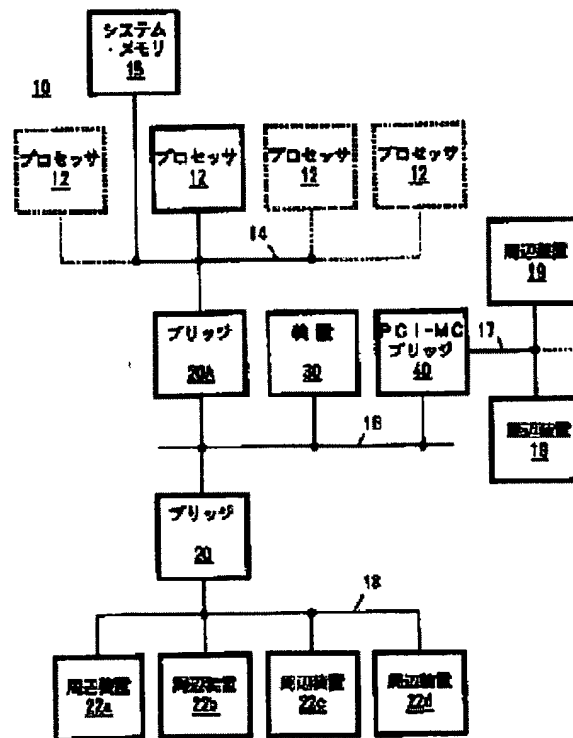 システム
・メモリ
15
10
プロセッサ
12
プロセッサ
12
プロセッサ
12
プロセッサ
12
14
周辺装置
19
ブリッジ
20A
装置
30
PCI-MC
ブリッジ
40
17
周辺装置
16
ブリッジ
20
18
周辺装置
22a
周辺装置
22b
周辺装置
22c
周辺装置
22d